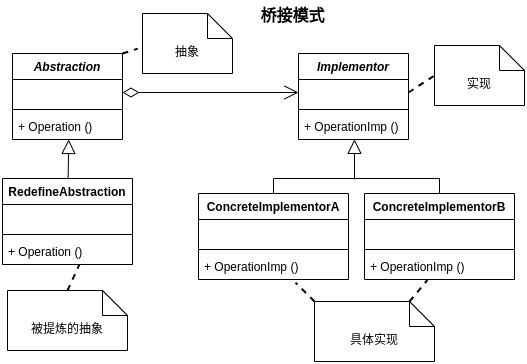 桥接模式
抽象
Abstraction
+ Operation ()
Implementor
+ OperationImp ()
实现
RedefineAbstraction
+ Operation ()
ConcreteImplementorA
+ OperationImp ()
ConcreteImplementorB
+ OperationImp ()
被提炼的抽象
具体实现